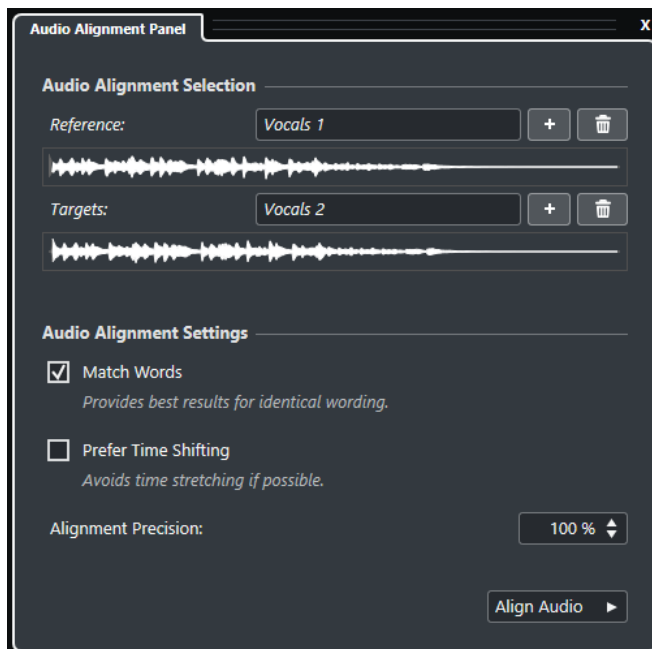 Audio Alignment Panel
X
Audio Alignment Selection
Reference: Vocals 1 +
Targets: Vocals 2 +
Audio Alignment Settings
Match Words
Provides best results for identical wording.
Prefer Time Shifting
Avoids time stretching if possible.
Alignment Precision: 100 %
Align Audio